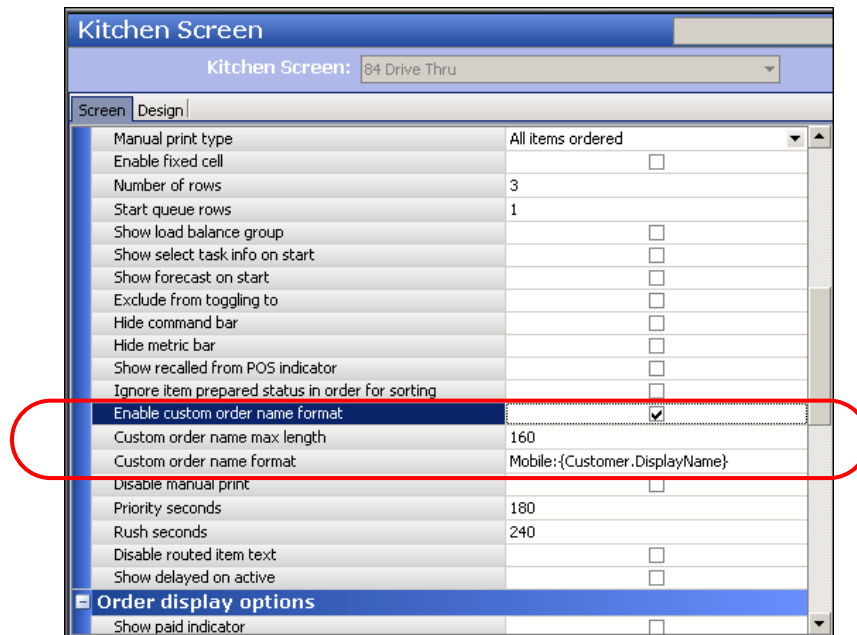 Kitchen Screen
Kitchen Screen: 84 Drive Thru
Screen Design
Manual print type All items ordered
Enable fixed cell
Number of rows 3
Start queue rows 1
Show load balance group
Show select task info on start
Show forecast on start
Exclude from toggling to
Hide command bar
Hide metric bar
Show recalled from POS indicator
Ignore item prepared status in order for sorting
Enable custom order name format
Custom order name max length 160
Custom order name format Mobile:{Customer.DisplayName}
Disable manual print
Priority seconds 180
Rush seconds 240
Disable routed item text
Show delayed on active
Order display options
Show paid indicator